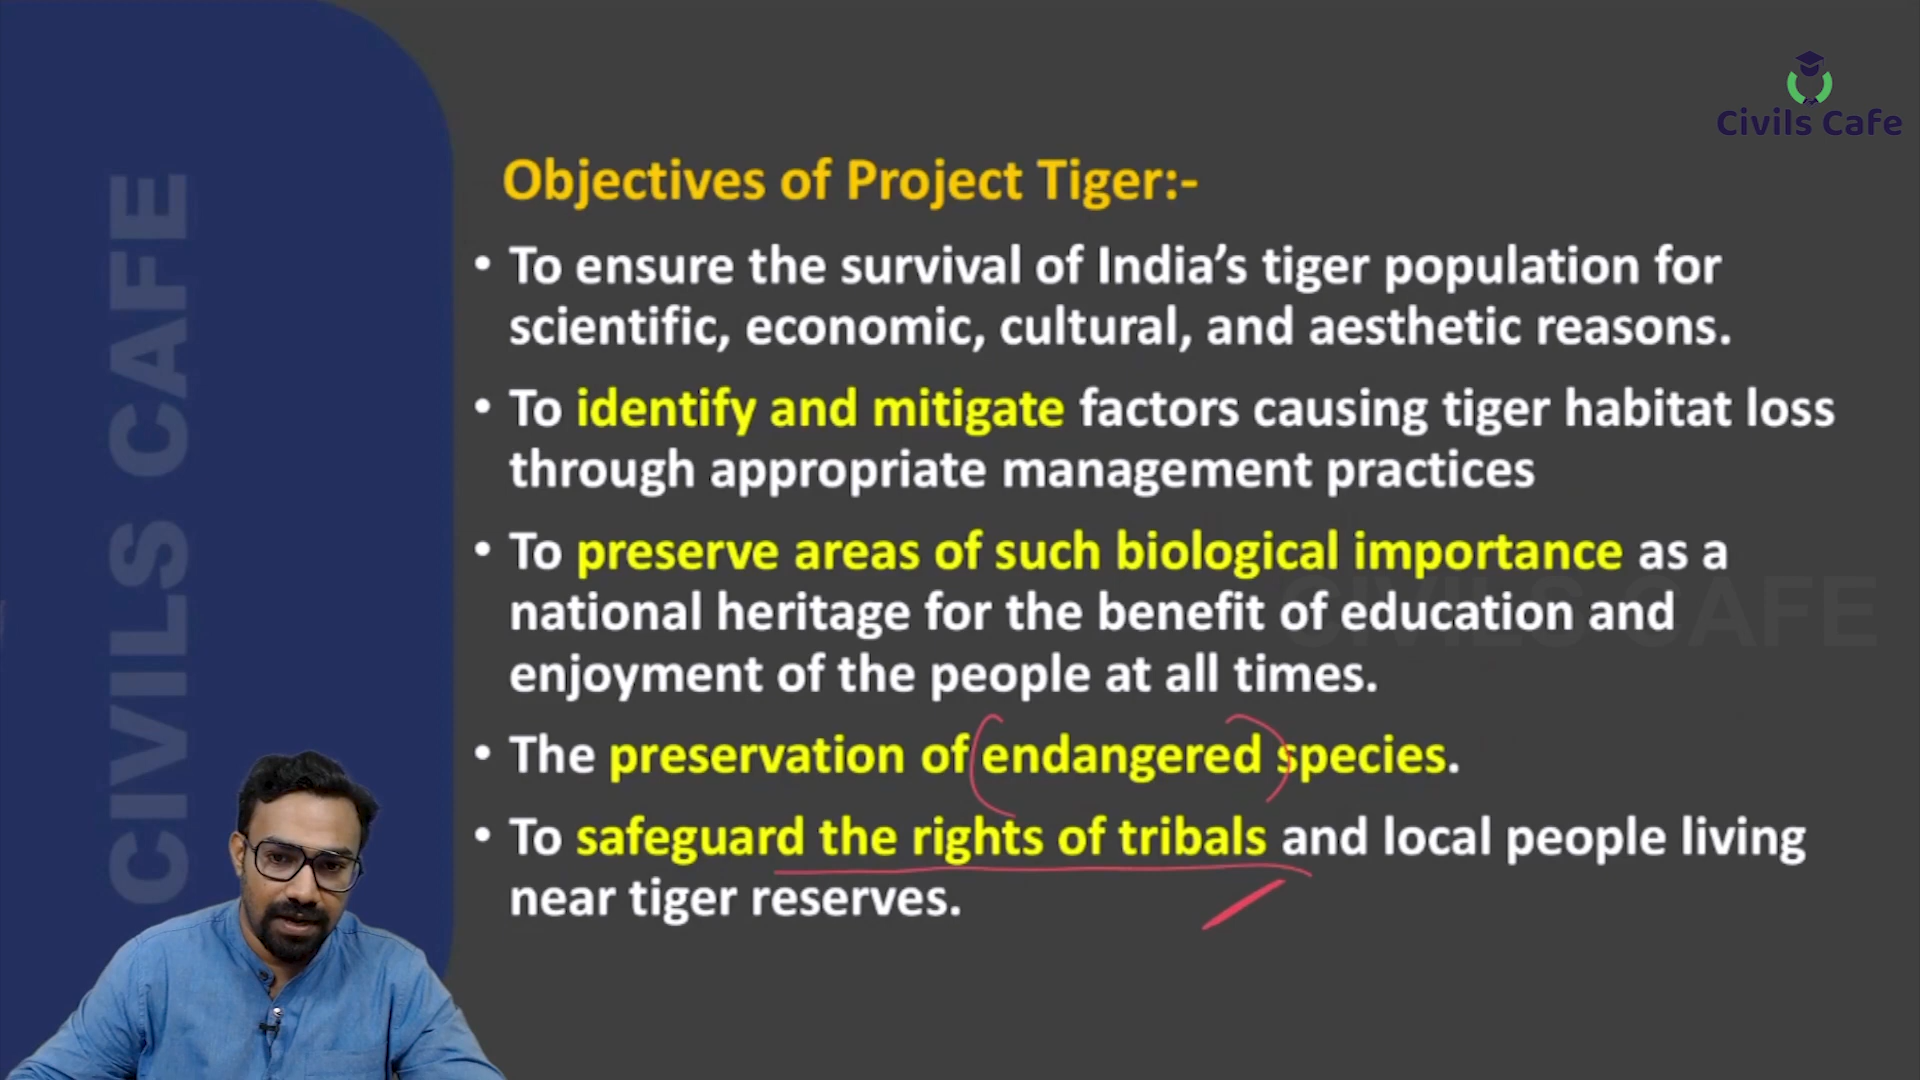 Civils Cafe
CIVILS CAFE
Objectives of Project Tiger:-
• To ensure the survival of India’s tiger population for
scientific, economic, cultural, and aesthetic reasons.
• To identify and mitigate factors causing tiger habitat loss
through appropriate management practices
• To preserve areas of such biological importance as a
national heritage for the benefit of education and
enjoyment of the people at all times.
CIVILS CAFE
• The preservation of endangered species.
• To safeguard the rights of tribals and local people living
near tiger reserves.